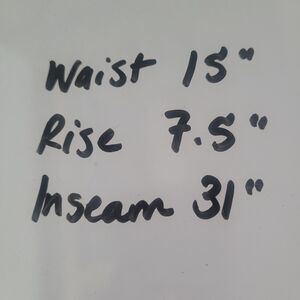 Waist 15"
Rise 7.5"
Inseam 31"